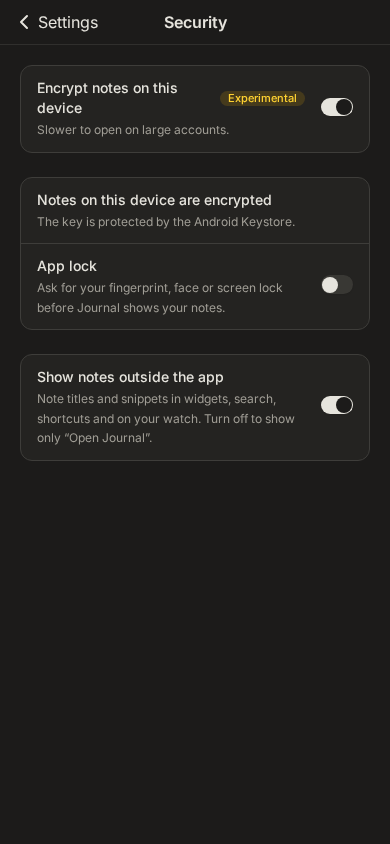 Settings
Security
Encrypt notes on this
device
Experimental
Slower to open on large accounts.
Notes on this device are encrypted
The key is protected by the Android Keystore.
App lock
Ask for your fingerprint, face or screen lock
before Journal shows your notes.
Show notes outside the app
Note titles and snippets in widgets, search,
shortcuts and on your watch. Turn off to show
only “Open Journal”.